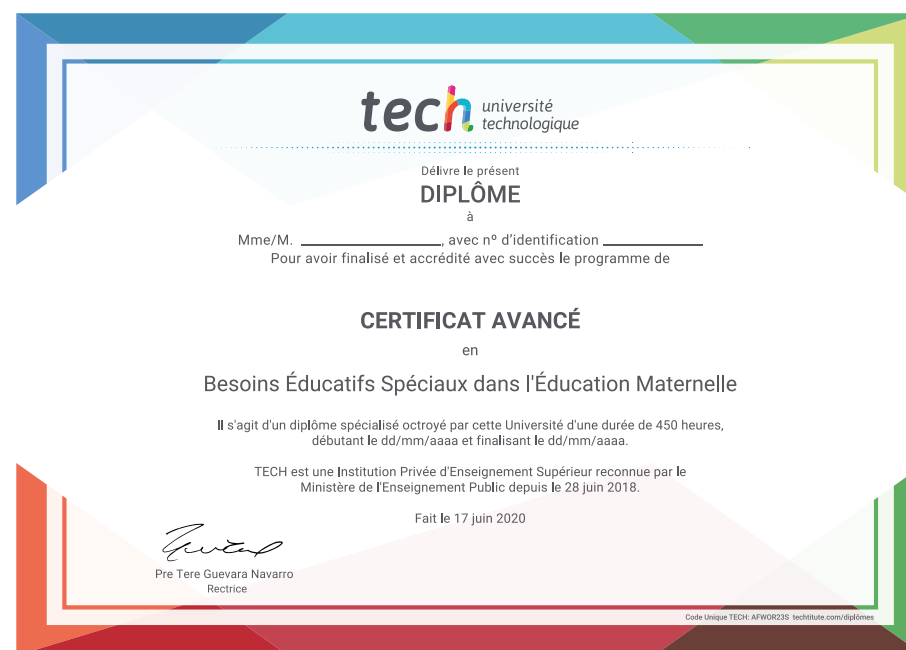 tech université
technologique
Délivre le présent
DIPLÔME
à
Mme/M. ____________________, avec nº d'identification ______________
Pour avoir finalisé et accrédité avec succès le programme de
CERTIFICAT AVANCÉ
en
Besoins Éducatifs Spéciaux dans l'Éducation Maternelle
Il s'agit d'un diplôme spécialisé octroyé par cette Université d'une durée de 450 heures,
débutant le dd/mm/aaaa et finalisant le dd/mm/aaaa.
TECH est une Institution Privée d'Enseignement Supérieur reconnue par le
Ministère de l'Enseignement Public depuis le 28 juin 2018.
Fait le 17 juin 2020
Pre Tere Guevara Navarro
Rectrice
Code Unique TECH: AFWOR23S techtitute.com/diplômes